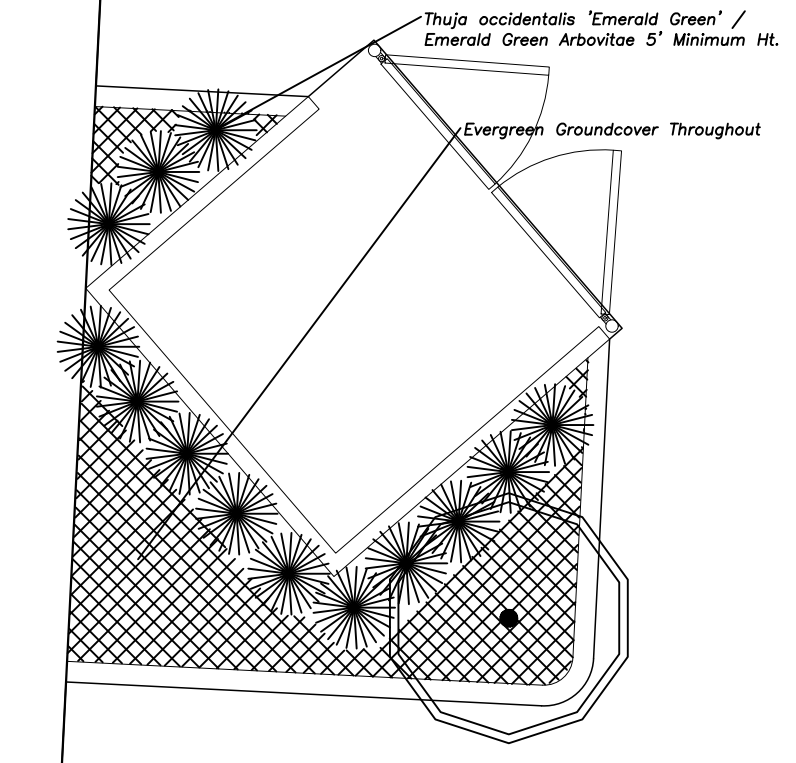 Thuja occidentalis 'Emerald Green' /
Emerald Green Arbovitae 5' Minimum Ht.
Evergreen Groundcover Throughout